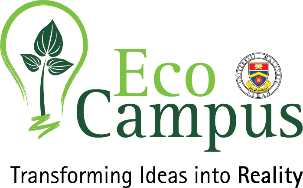 Eco
Campus
Transforming Ideas into Reality